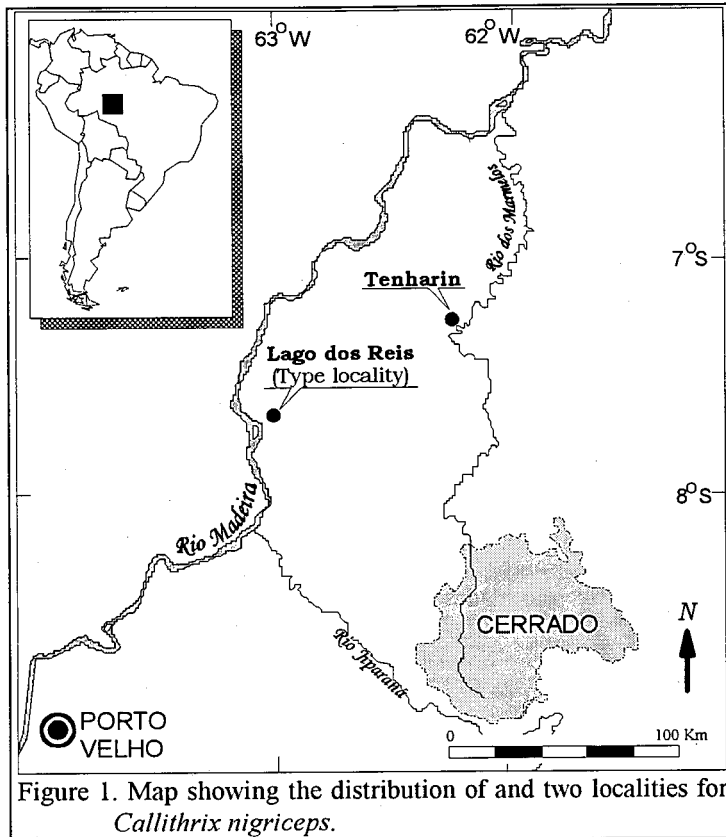 63°W
62°W
7°S
8°S
Rio dos Marmelos
Tenharin
Lago dos Reis
(Type locality)
Rio Madeira
Rio Jiparaná
CERRADO
N
PORTO
VELHO
0
100 Km
Figure 1. Map showing the distribution of and two localities for
Callithrix nigriceps.